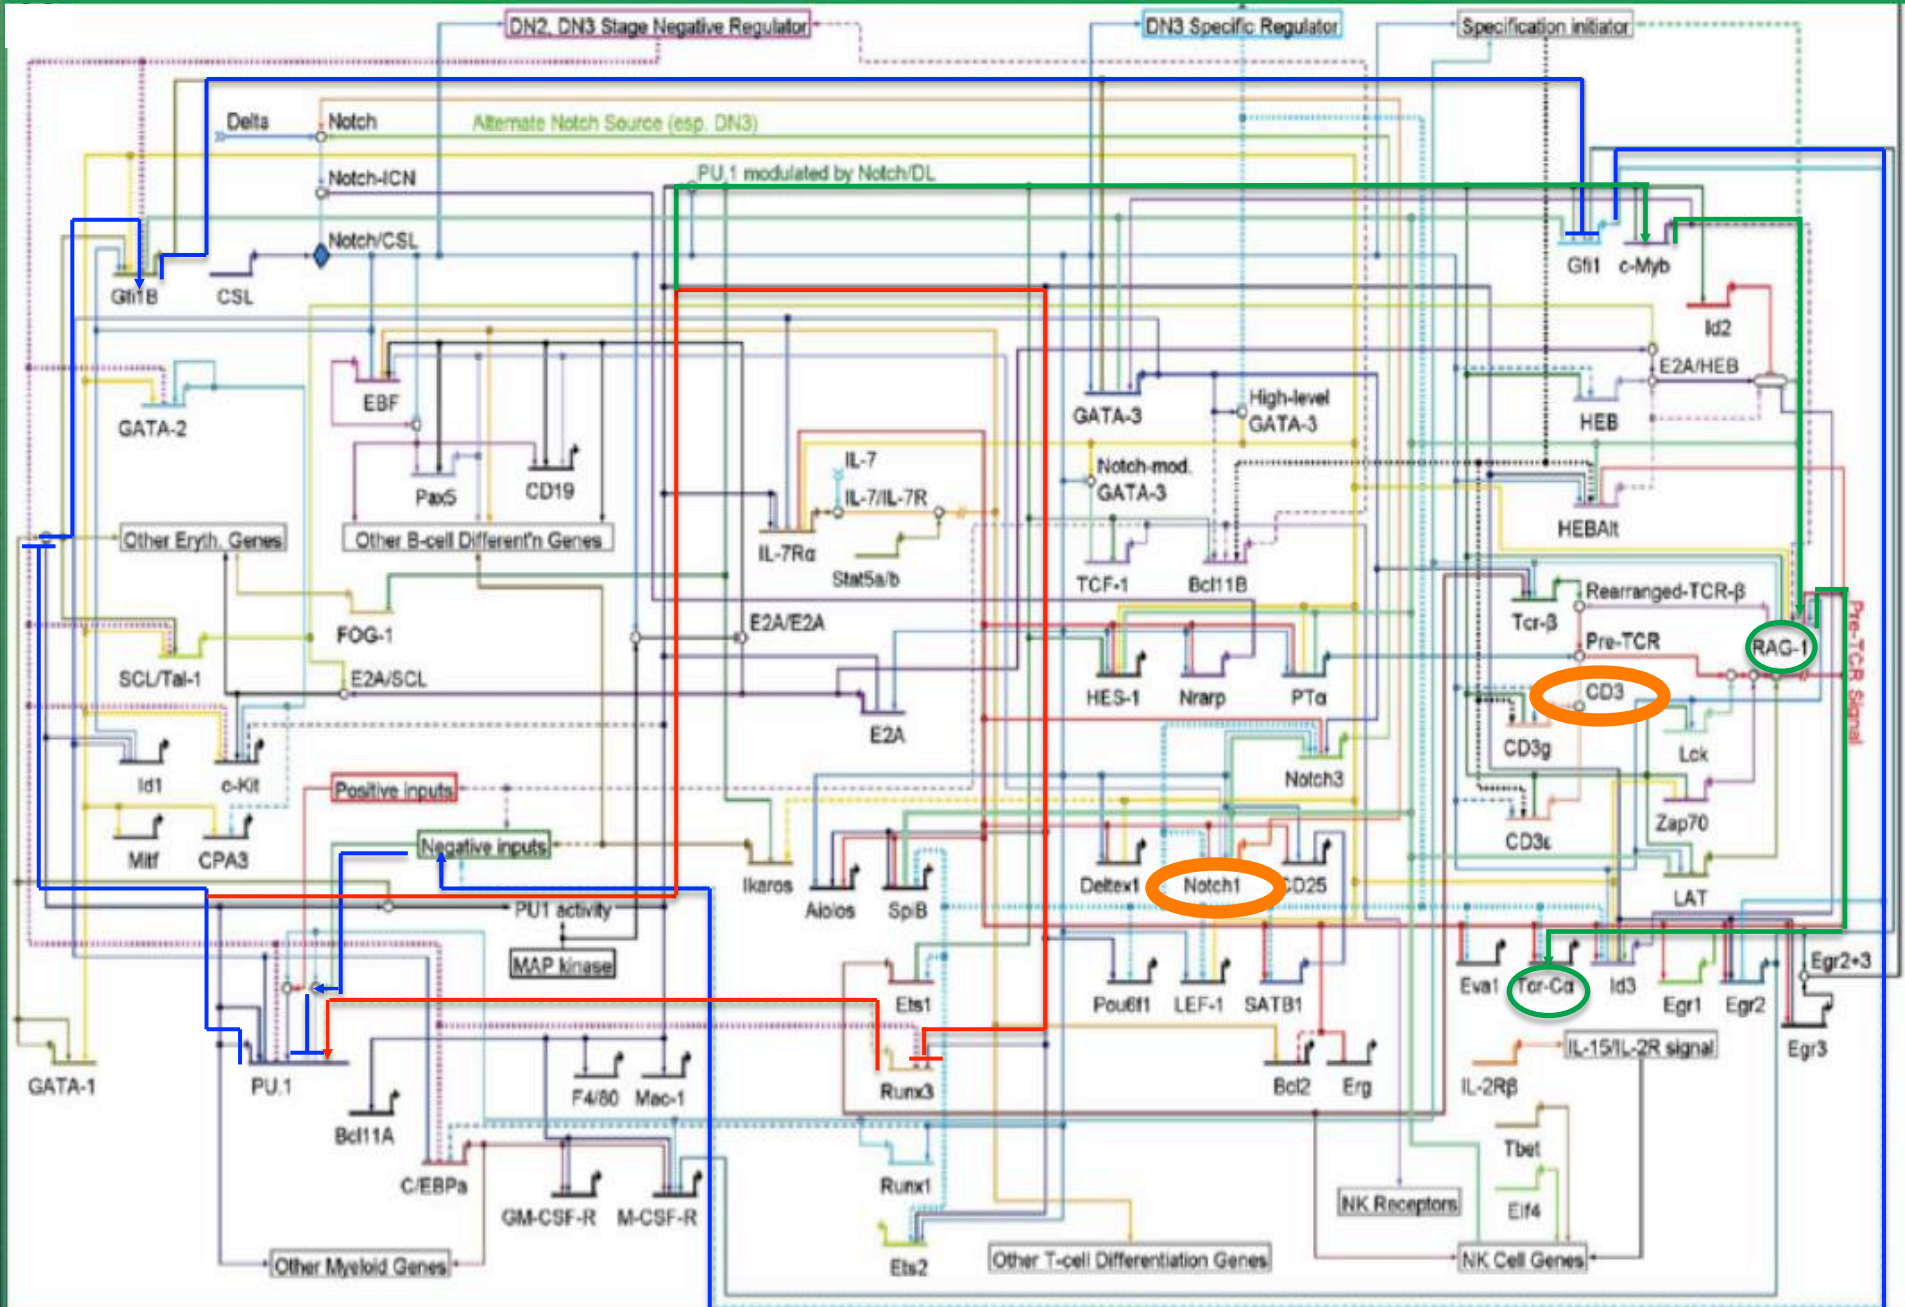 DN2, DN3 Stage Negative Regulator
DN3 Specific Regulator
Specification initiator
Delta
Notch
Alternate Notch Source (esp. DN3)
Notch-ICN
PU.1 modulated by Notch/DL
Notch/CSL
Gfi1B
CSL
Gfi1
c-Myb
Id2
E2A/HEB
EBF
GATA-2
GATA-3
High-level
GATA-3
HEB
Pax5
CD19
IL-7
IL-7/IL-7R
Notch-mod.
GATA-3
HEBAlt
Other Eryth. Genes
Other B-cell Different'n Genes
IL-7Rα
Stat5a/b
TCF-1
Bcl11B
FOG-1
E2A/E2A
Tcr-β
Rearranged-TCR-β
Pre-TCR
RAG-1
Pre-TCR Signal
SCL/Tal-1
E2A/SCL
HES-1
Nrarp
PTα
CD3
E2A
CD3g
Lck
Id1
c-Kit
Notch3
Positive inputs
Zap70
Mitf
CPA3
Negative inputs
CD3ε
Ikaros
Aiolos
SpiB
Deltex1
Notch1
CD25
LAT
PU1 activity
MAP kinase
Ets1
Pou6f1
LEF-1
SATB1
Eva1
Tcr-Cα
Id3
Egr1
Egr2
Egr2+3
Egr3
GATA-1
PU.1
F4/80
Mac-1
Runx3
Bcl2
Erg
IL-2Rβ
IL-15/IL-2R signal
Bcl11A
Tbet
C/EBPa
GM-CSF-R
M-CSF-R
Runx1
NK Receptors
Elf4
Other Myeloid Genes
Ets2
Other T-cell Differentiation Genes
NK Cell Genes